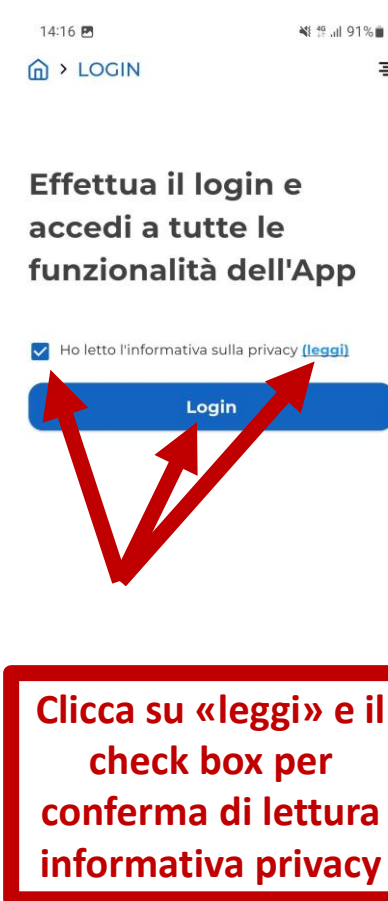 14:16 4G 91%
> LOGIN
Effettua il login e
accedi a tutte le
funzionalità dell'App
Ho letto l'informativa sulla privacy (leggi)
Login
Clicca su «leggi» e il
check box per
conferma di lettura
informativa privacy